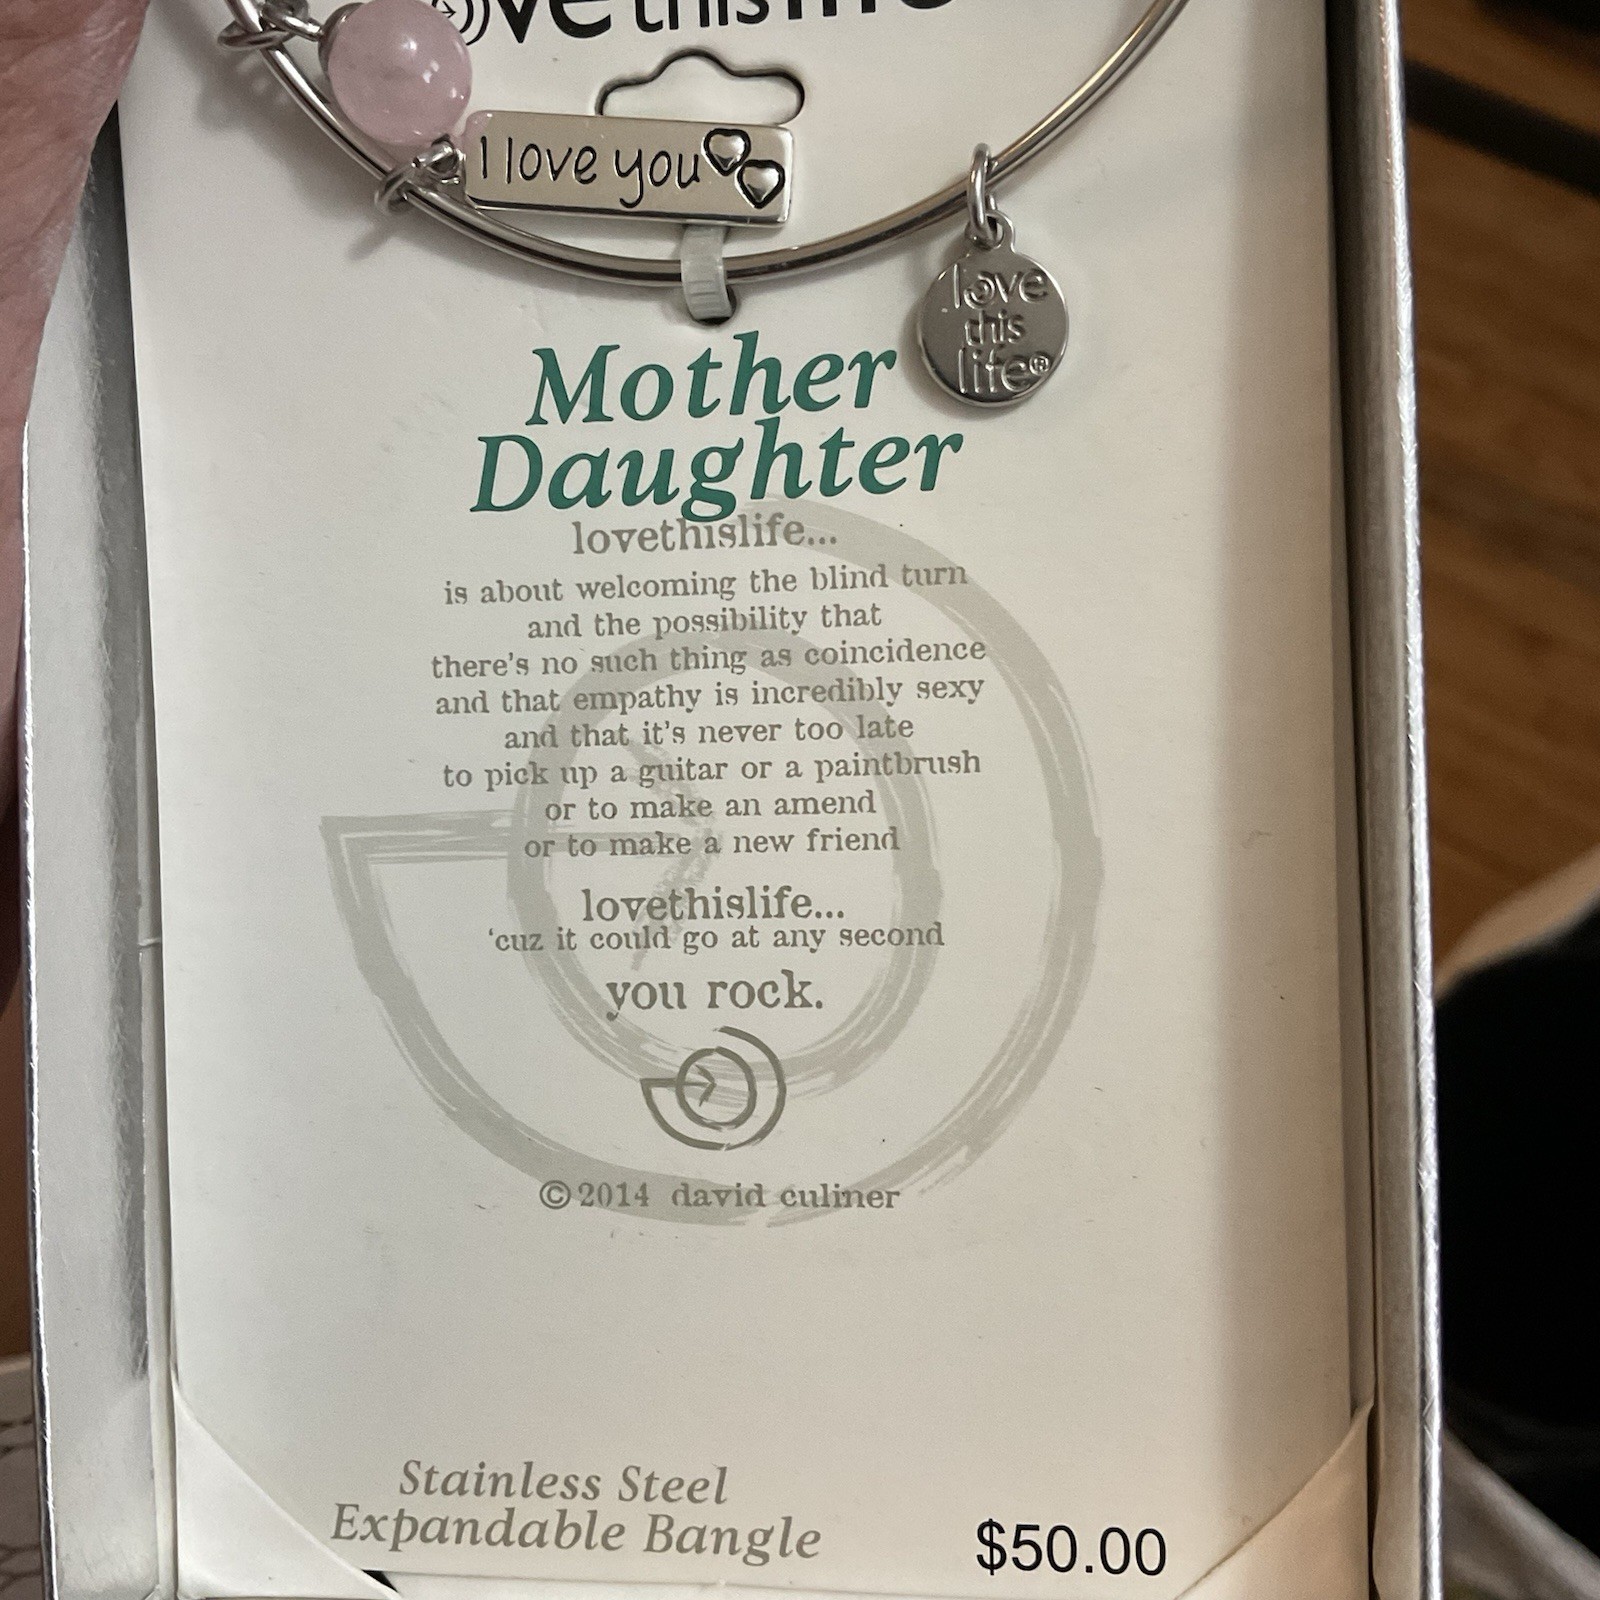 I love you
love
this
life®
Mother
Daughter
lovethislife...
is about welcoming the blind turn
and the possibility that
there's no such thing as coincidence
and that empathy is incredibly sexy
and that it's never too late
to pick up a guitar or a paintbrush
or to make an amend
or to make a new friend
lovethislife...
'cuz it could go at any second
you rock.
©2014 david culiner
Stainless Steel
Expandable Bangle
$50.00